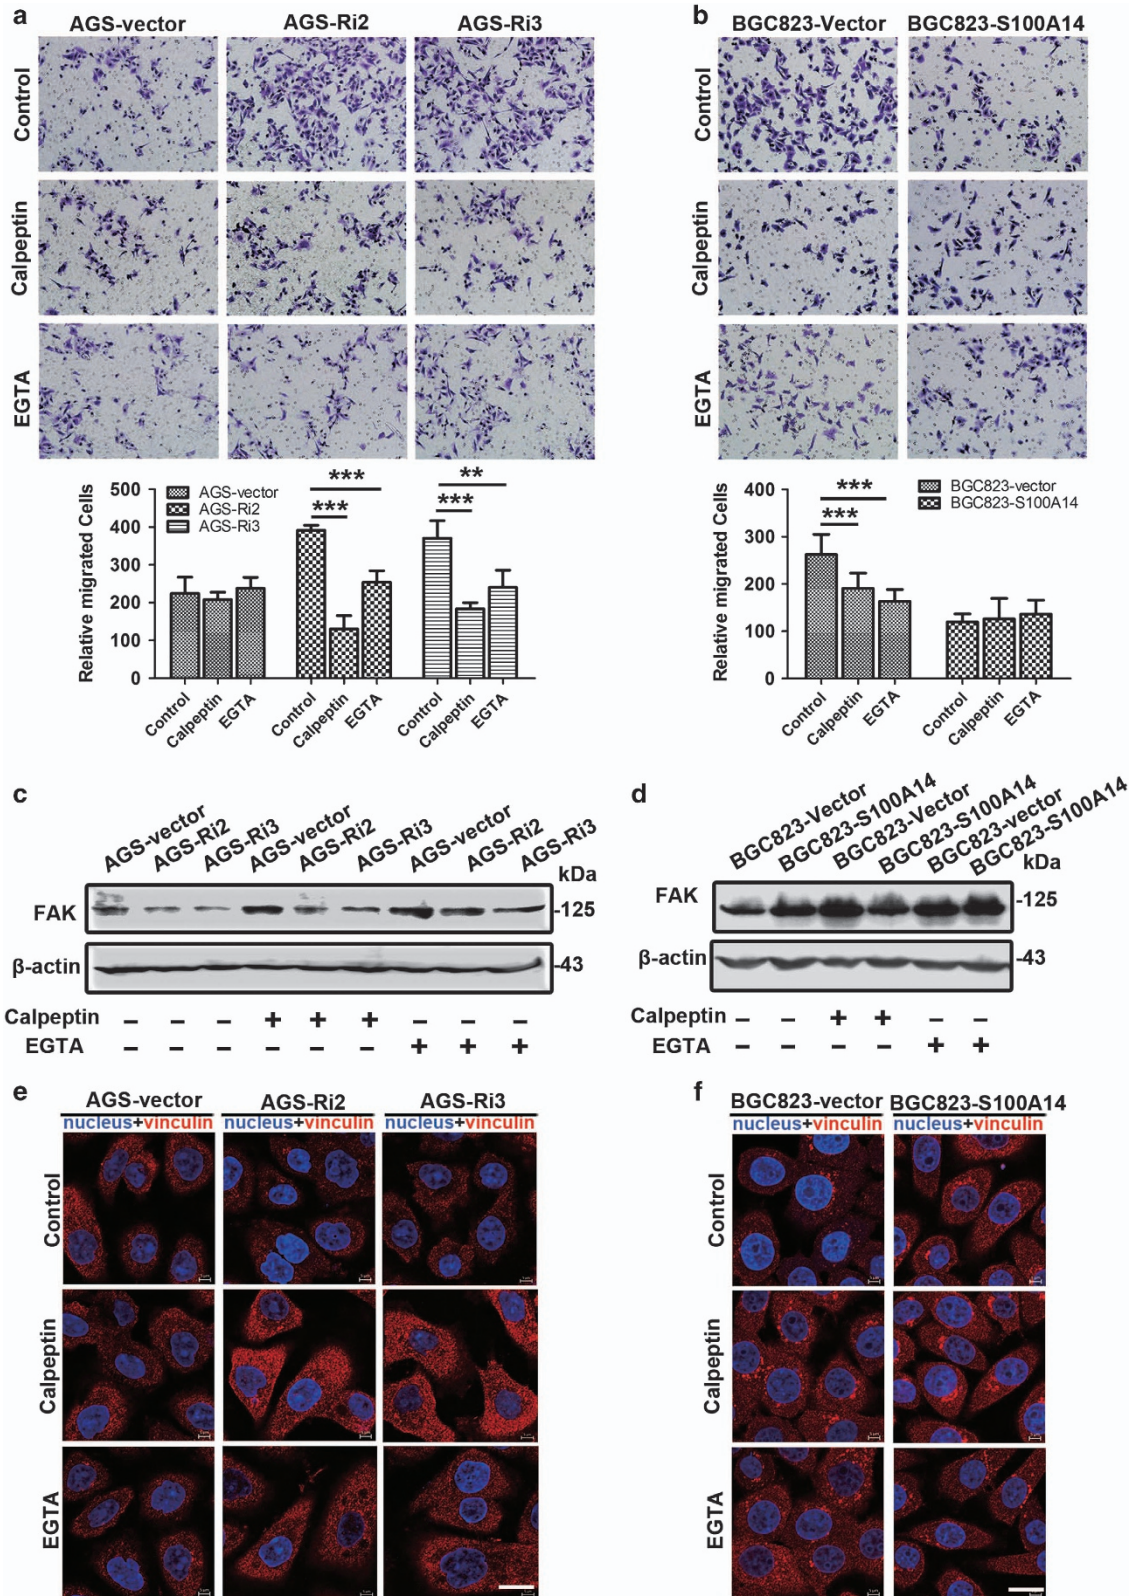 a
AGS-vector AGS-Ri2 AGS-Ri3
Control
Calpeptin
EGTA
Relative migrated Cells
500
400
300
200
100
0
AGS-vector
AGS-Ri2
AGS-Ri3
*** ***
** ***
Control Calpeptin EGTA Control Calpeptin EGTA Control Calpeptin EGTA
b
BGC823-Vector BGC823-S100A14
Control
Calpeptin
EGTA
Relative migrated Cells
400
300
200
100
0
BGC823-vector
BGC823-S100A14
***
***
Control Calpeptin EGTA Control Calpeptin EGTA
c
AGS-vector AGS-Ri2 AGS-Ri3 AGS-vector AGS-Ri2 AGS-Ri3 AGS-vector AGS-Ri2 AGS-Ri3
kDa
FAK -125
β-actin -43
Calpeptin – – – + + + – – –
EGTA – – – – – – + + +
d
BGC823-Vector BGC823-S100A14 BGC823-Vector BGC823-S100A14 BGC823-vector BGC823-S100A14
kDa
FAK -125
β-actin -43
Calpeptin – – + + – –
EGTA – – – – + +
e
AGS-vector AGS-Ri2 AGS-Ri3
nucleus+vinculin nucleus+vinculin nucleus+vinculin
Control
Calpeptin
EGTA
f
BGC823-vector BGC823-S100A14
nucleus+vinculin nucleus+vinculin
Control
Calpeptin
EGTA